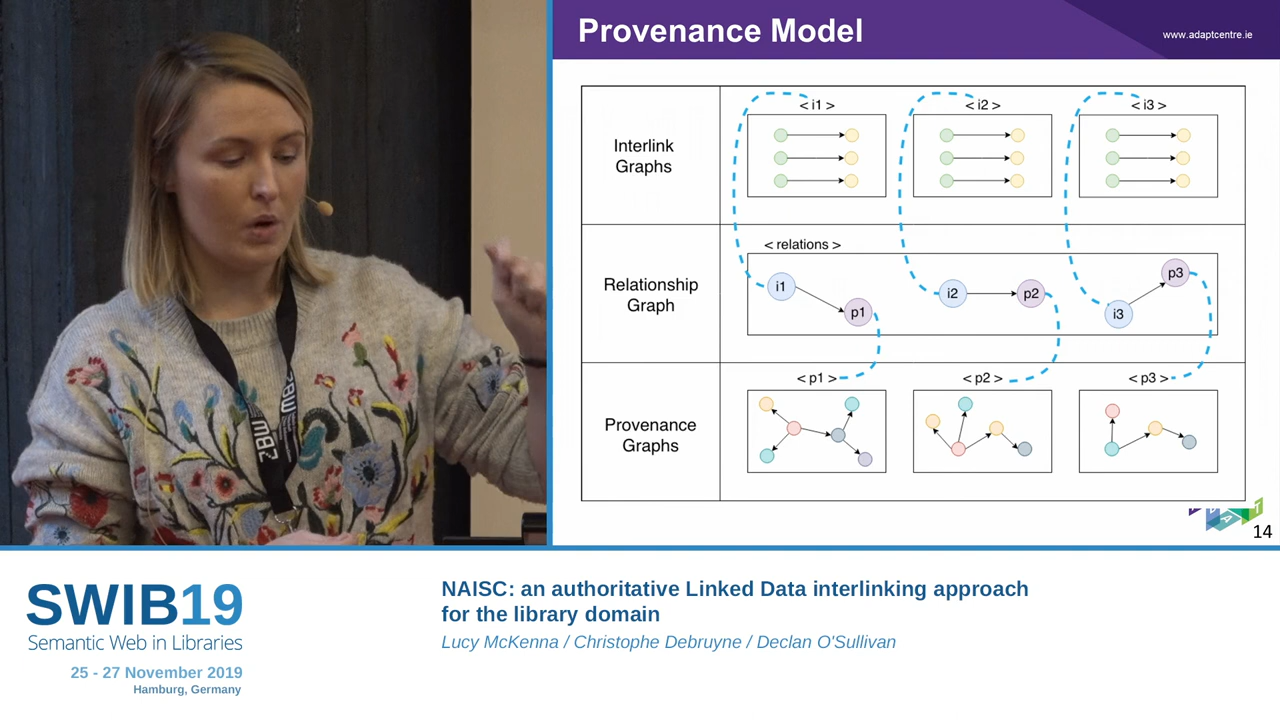 Provenance Model
www.adaptcentre.ie
Interlink
Graphs
< i1 >
< i2 >
< i3 >
Relationship
Graph
< relations >
i1
p1
i2
p2
i3
p3
Provenance
Graphs
< p1 >
< p2 >
< p3 >
14
ZBW
ZBW
SWIB19
Semantic Web in Libraries
25 - 27 November 2019
Hamburg, Germany
NAISC: an authoritative Linked Data interlinking approach
for the library domain
Lucy McKenna / Christophe Debruyne / Declan O'Sullivan